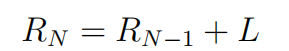 R_N = R_{N-1} + L